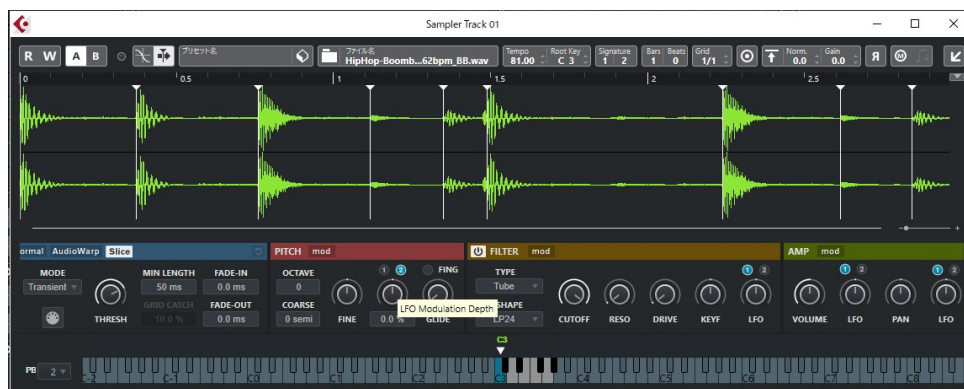 Sampler Track 01
R W A B プリセット名 ファイル名 Tempo Root Key Signature Bars Beats Grid Norm. Gain
HipHop-Boomb...62bpm_BB.wav 81.00 C 3 1 2 1 0 1/1 0.0 0.0 R M
0 0.5 1 1.5 2 2.5
ormal AudioWarp Slice PITCH mod FILTER mod AMP mod
MODE MIN LENGTH FADE-IN OCTAVE 1 2 FING TYPE 1 2 1 2 1 2
Transient 50 ms 0.0 ms 0 Tube
GRID CATCH FADE-OUT COARSE LFO Modulation Depth SHAPE
THRESH 10.0 % 0.0 ms 0 semi FINE 0.0 % GLIDE LP24 CUTOFF RESO DRIVE KEYF LFO VOLUME LFO PAN LFO
C3
PB 2 C-2 C-1 C0 C1 C2 C3 C4 C5 C6 C7 C8